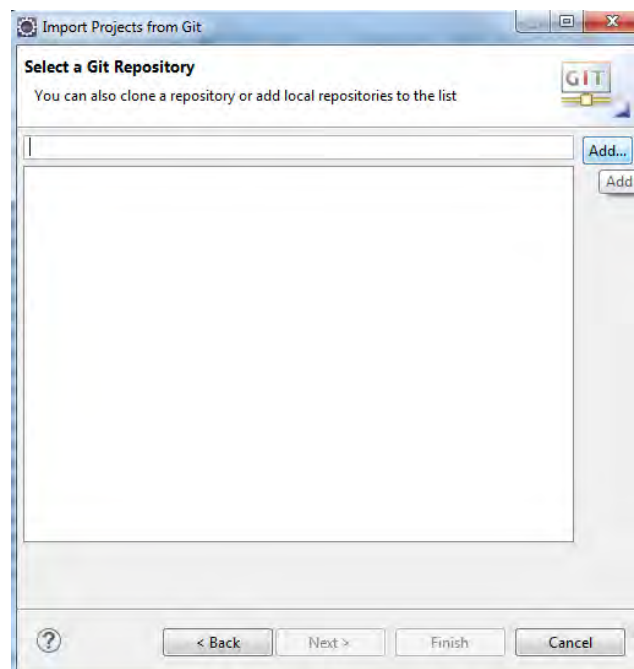 Import Projects from Git
Select a Git Repository
You can also clone a repository or add local repositories to the list
GIT
Add...
Add
?
< Back
Next >
Finish
Cancel